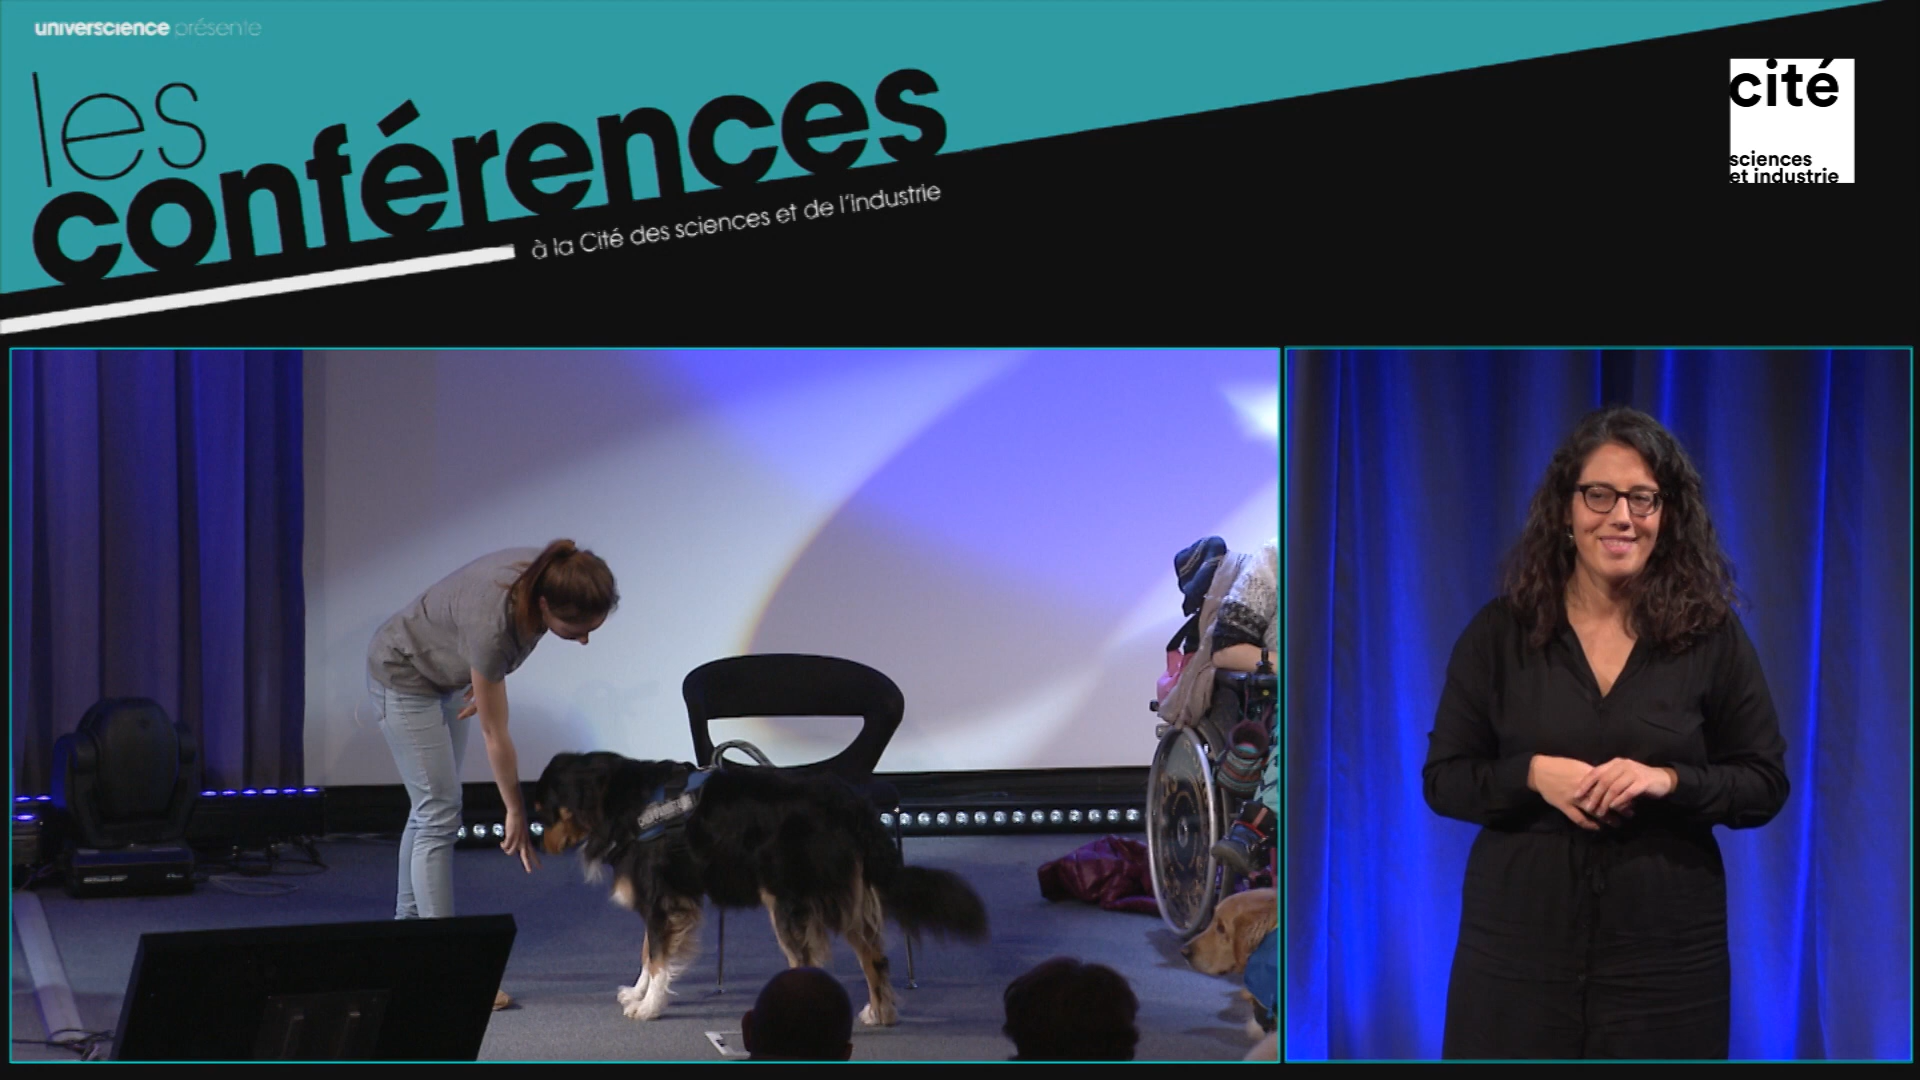 universcience présente
les
conférences
à la Cité des sciences et de l'industrie
cité
sciences
et industrie